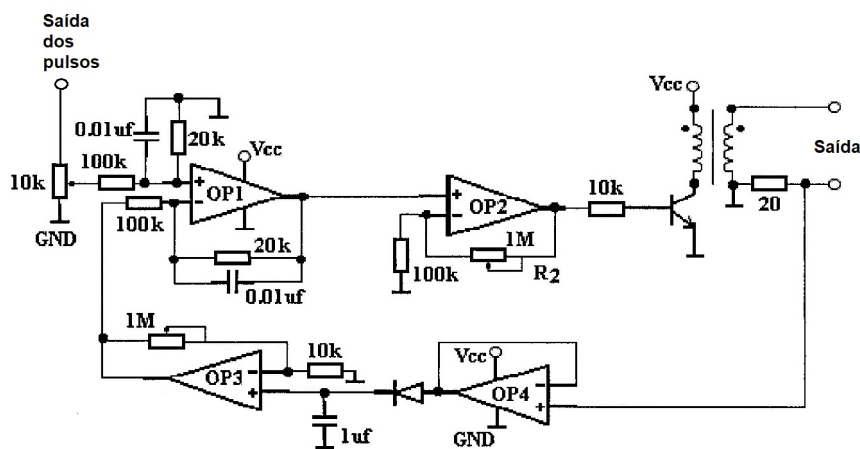 Saída
dos
pulsos
0.01uf
20k
Vcc
100k
10k
OP1
GND
100k
20k
0.01uf
OP2
1M
R2
100k
10k
Vcc
Saída
20
1M
OP3
10k
1uf
Vcc
OP4
GND